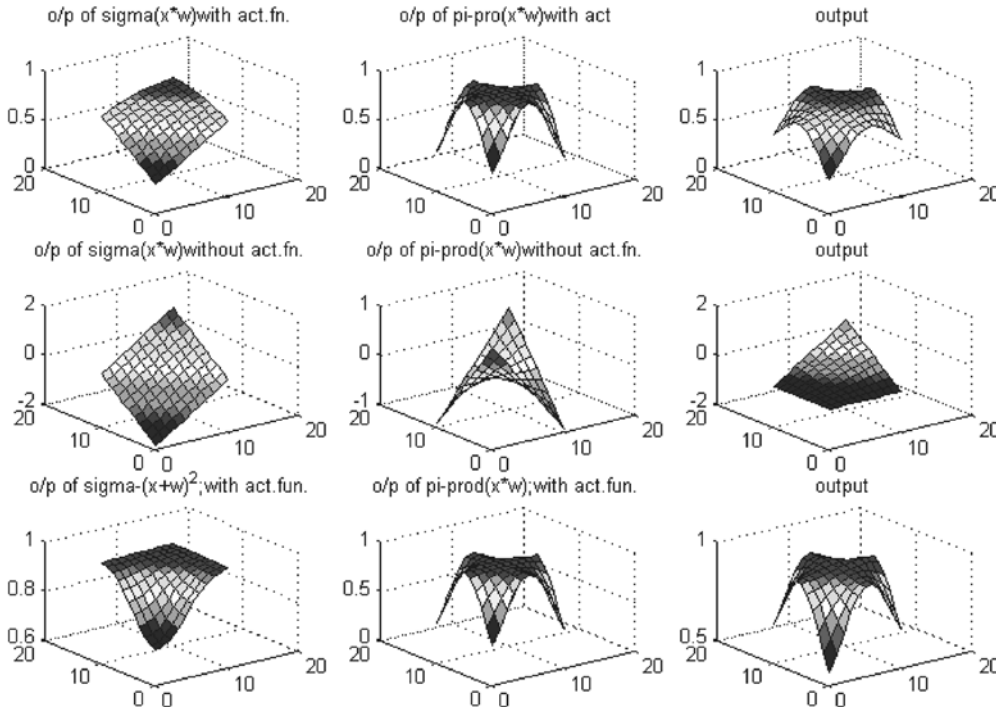 o/p of sigma(x*w)with act.fn. o/p of pi-pro(x*w)with act output
1 1 1
0.5 0.5 0.5
0 0 0
20 20 20
10 10 10
0 0 0 0 0 0
10 10 10
20 20 20
o/p of sigma(x*w)without act.fn. o/p of pi-prod(x*w)without act.fn. output
2 1 2
0 0 0
-2 -1 -2
20 20 20
10 10 10
0 0 0 0 0 0
10 10 10
20 20 20
o/p of sigma-(x+w)²;with act.fun. o/p of pi-prod(x*w);with act.fun. output
1 1 1
0.8 0.5
0.6 0 0.5
20 20 20
10 10 10
0 0 0 0 0 0
10 10 10
20 20 20